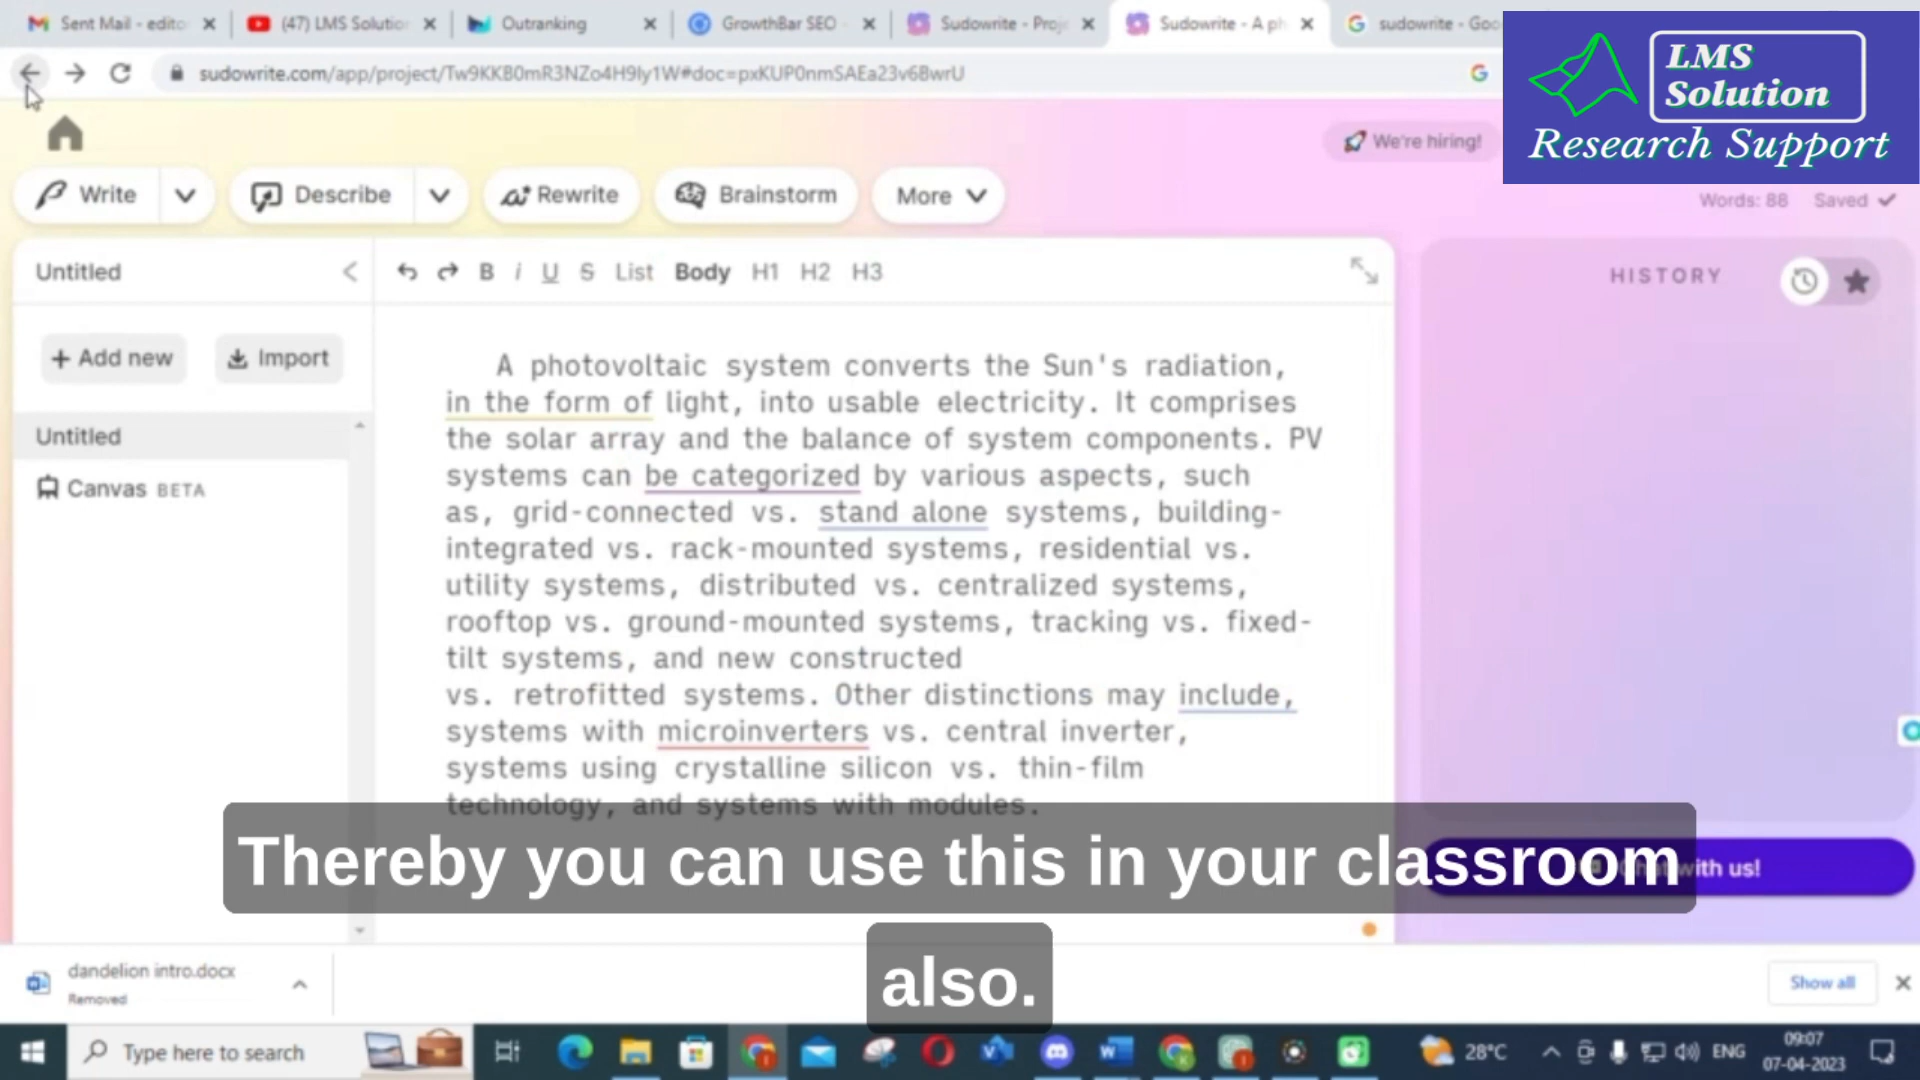 Sent Mail - edito
(47) LMS Solution
Outranking
GrowthBar SEO -
Sudowrite - Proje
Sudowrite - A ph
sudowrite - Goo
sudowrite.com/app/project/Tw9KKB0mR3NZo4H9Iy1W#doc=pxKUP0nmSAEa23v6BwrU
LMS
Solution
Research Support
We're hiring!
Write
Describe
Rewrite
Brainstorm
More
Words: 88 Saved
Untitled
B i U S List Body H1 H2 H3
HISTORY
+ Add new
Import
Untitled
Canvas BETA
A photovoltaic system converts the Sun's radiation,
in the form of light, into usable electricity. It comprises
the solar array and the balance of system components. PV
systems can be categorized by various aspects, such
as, grid-connected vs. stand alone systems, building-
integrated vs. rack-mounted systems, residential vs.
utility systems, distributed vs. centralized systems,
rooftop vs. ground-mounted systems, tracking vs. fixed-
tilt systems, and new constructed
vs. retrofitted systems. Other distinctions may include,
systems with microinverters vs. central inverter,
systems using crystalline silicon vs. thin-film
technology, and systems with modules.
Thereby you can use this in your classroom
also.
with us!
dandelion intro.docx
Removed
Show all
Type here to search
28°C
ENG
09:07
07-04-2023